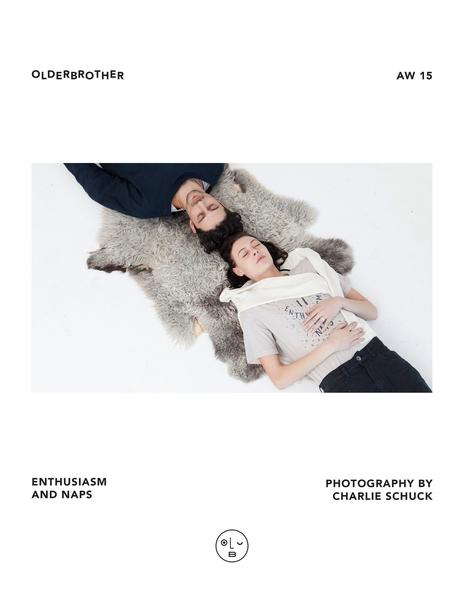 OLDERBROTHER
AW 15
ENTHUSIASM
AND NAPS
PHOTOGRAPHY BY
CHARLIE SCHUCK